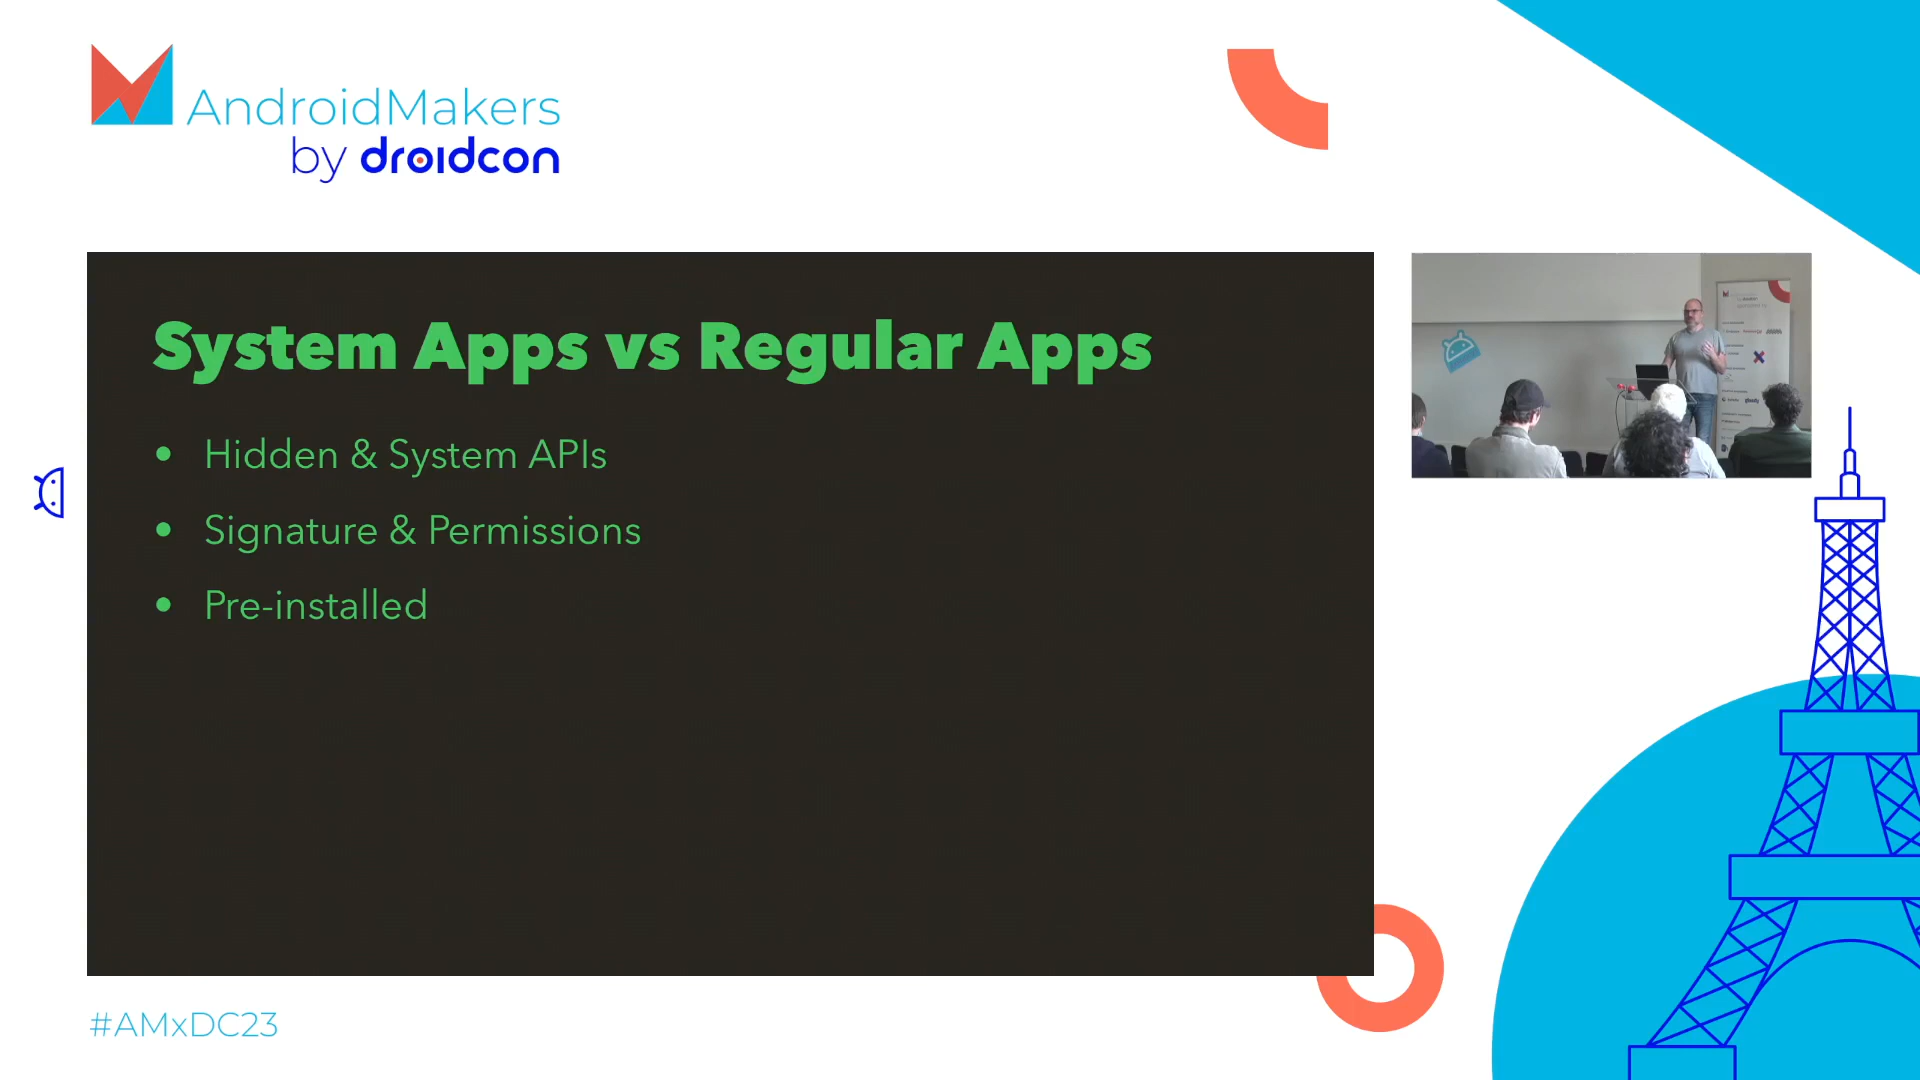 AndroidMakers
by droidcon
System Apps vs Regular Apps
• Hidden & System APIs
• Signature & Permissions
• Pre-installed
#AMxDC23